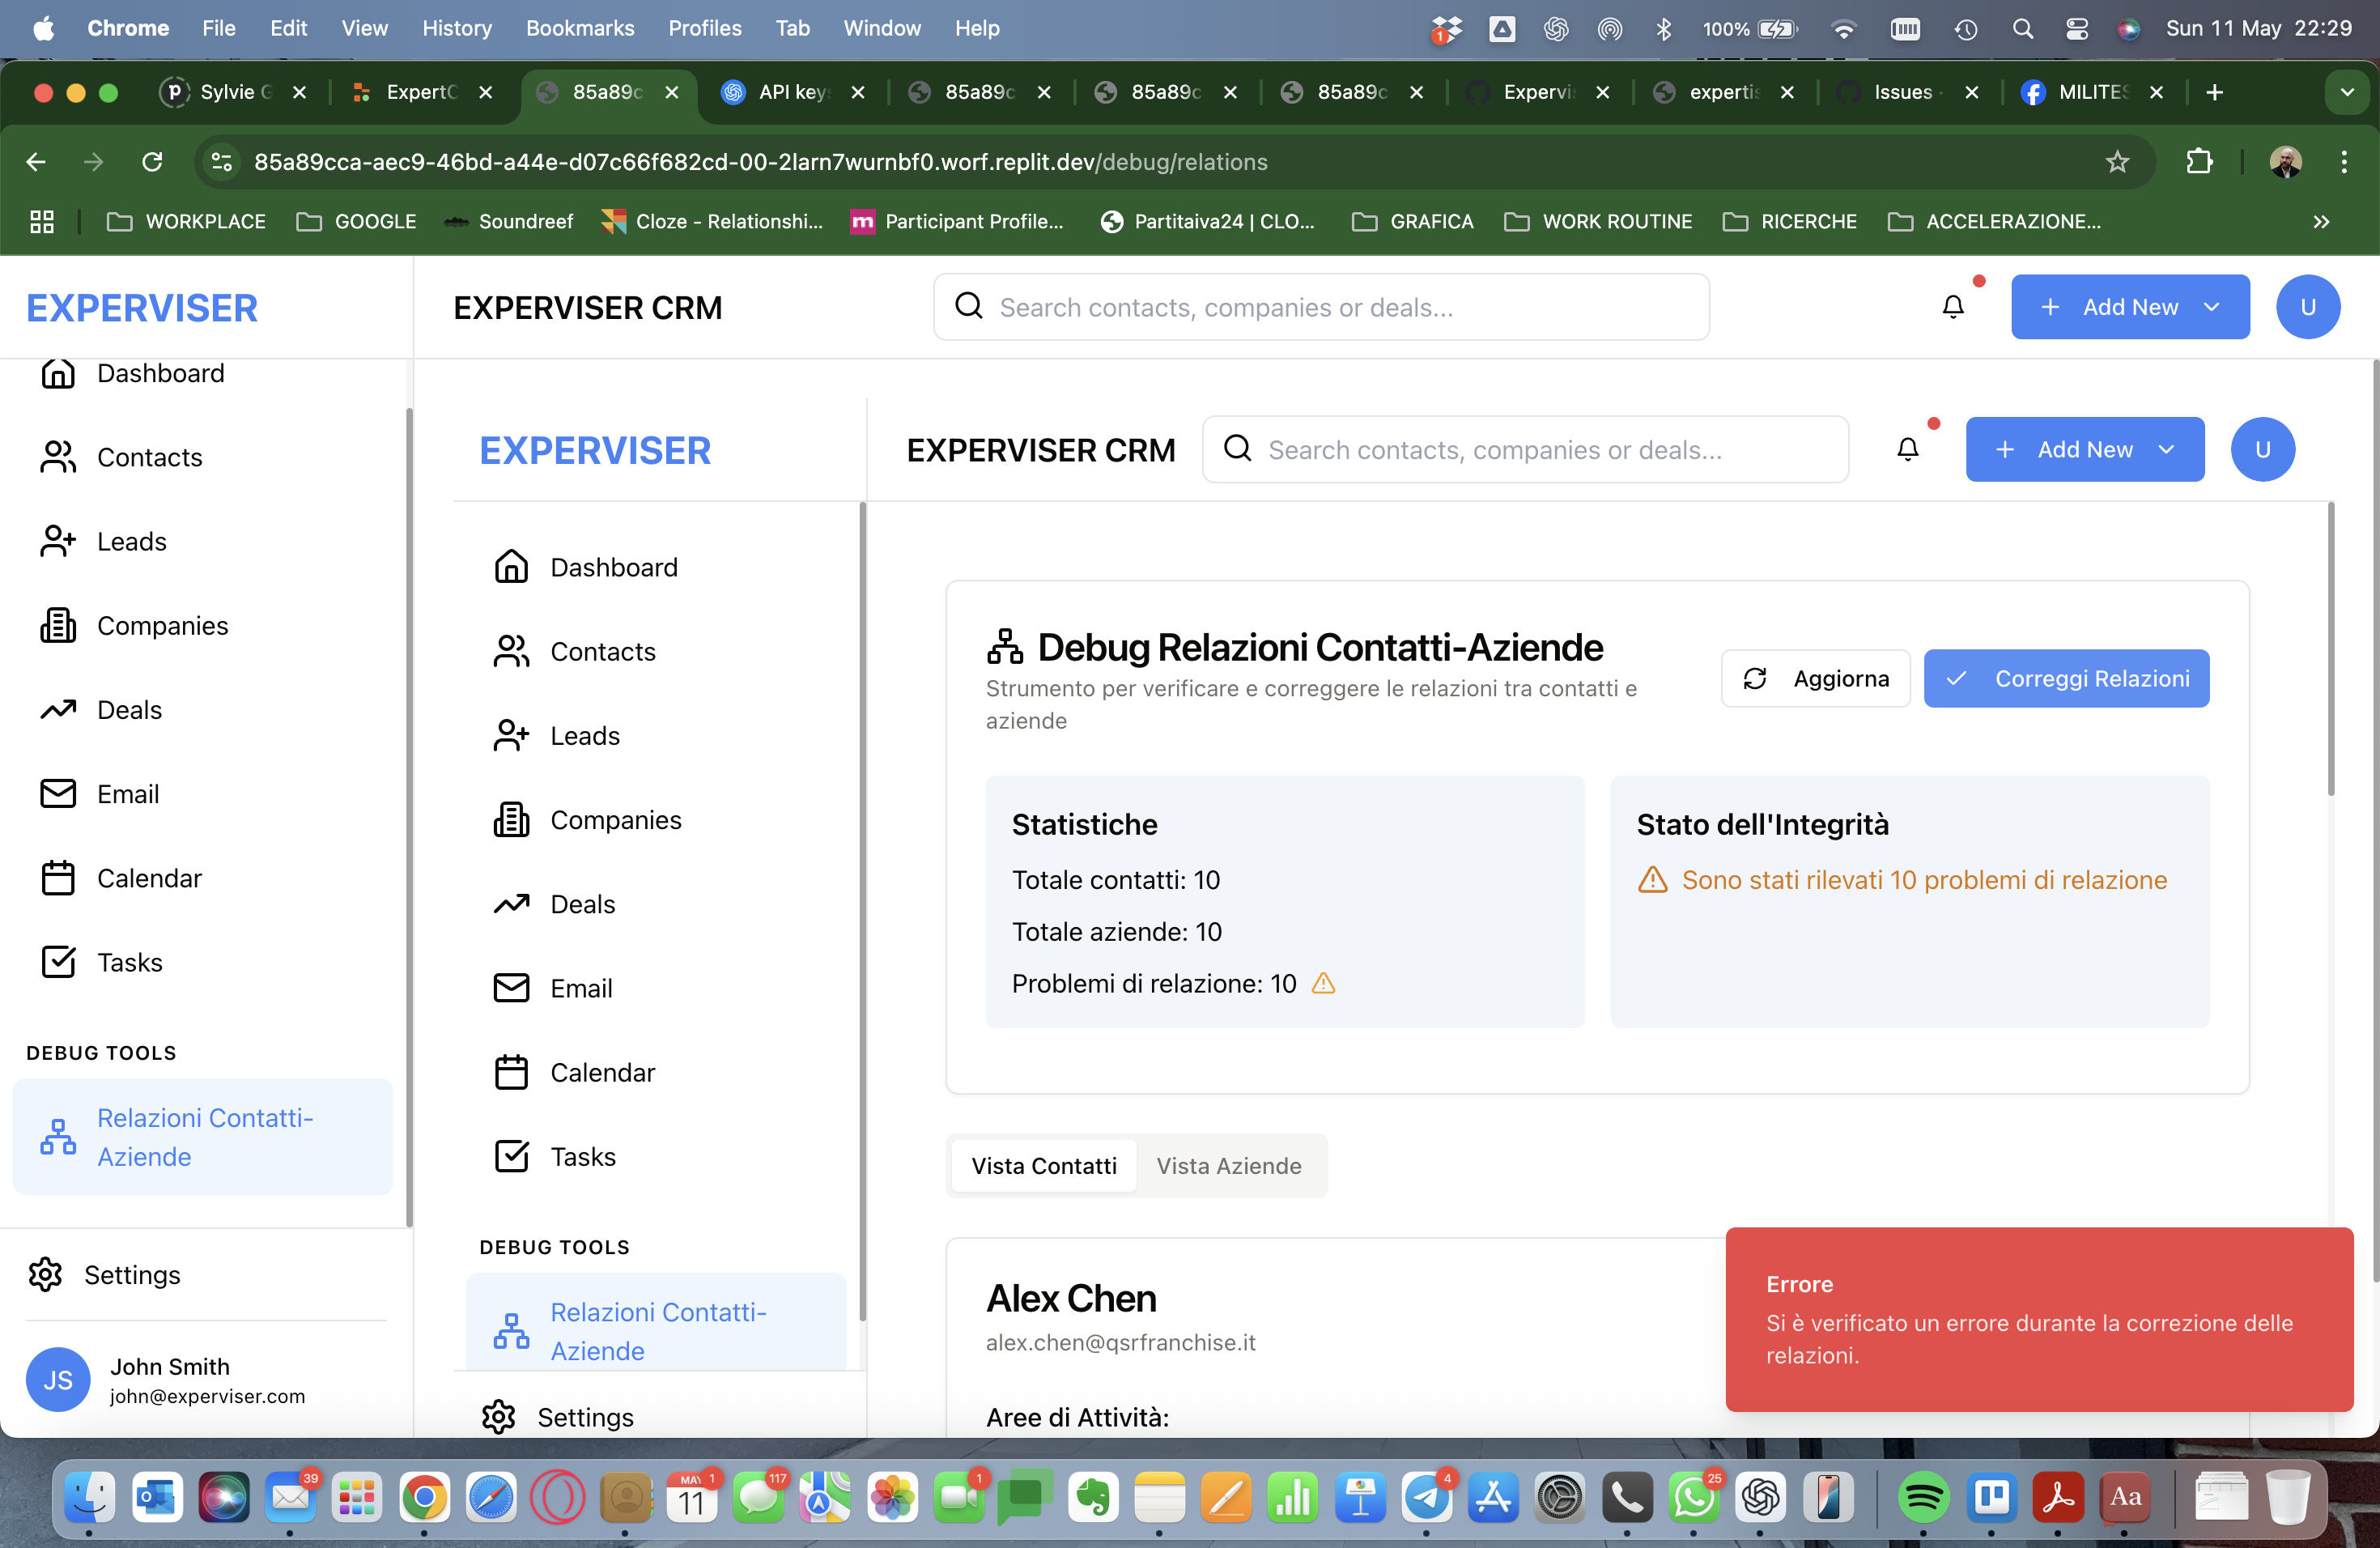 Chrome File Edit View History Bookmarks Profiles Tab Window Help 1 100% Sun 11 May 22:29
Sylvie ExpertC 85a89c API keys 85a89c 85a89c 85a89c Expervis expertis Issues MILITES
85a89cca-aec9-46bd-a44e-d07c66f682cd-00-2larn7wurnbf0.worf.replit.dev/debug/relations
WORKPLACE GOOGLE Soundreef Cloze - Relationshi... Participant Profile... Partitaiva24 | CLO... GRAFICA WORK ROUTINE RICERCHE ACCELERAZIONE...
EXPERVISER
Dashboard
Contacts
Leads
Companies
Deals
Email
Calendar
Tasks
DEBUG TOOLS
Relazioni Contatti-
Aziende
Settings
JS
John Smith
john@experviser.com
EXPERVISER CRM Search contacts, companies or deals... Add New U
EXPERVISER
Dashboard
Contacts
Leads
Companies
Deals
Email
Calendar
Tasks
DEBUG TOOLS
Relazioni Contatti-
Aziende
Settings
EXPERVISER CRM Search contacts, companies or deals... Add New U
Debug Relazioni Contatti-Aziende
Strumento per verificare e correggere le relazioni tra contatti e
aziende
Aggiorna Correggi Relazioni
Statistiche
Totale contatti: 10
Totale aziende: 10
Problemi di relazione: 10
Stato dell'Integrità
Sono stati rilevati 10 problemi di relazione
Vista Contatti Vista Aziende
Alex Chen
alex.chen@qsrfranchise.it
Aree di Attività:
Errore
Si è verificato un errore durante la correzione delle
relazioni.
39 MAY 11 1 117 1 4 25 Aa